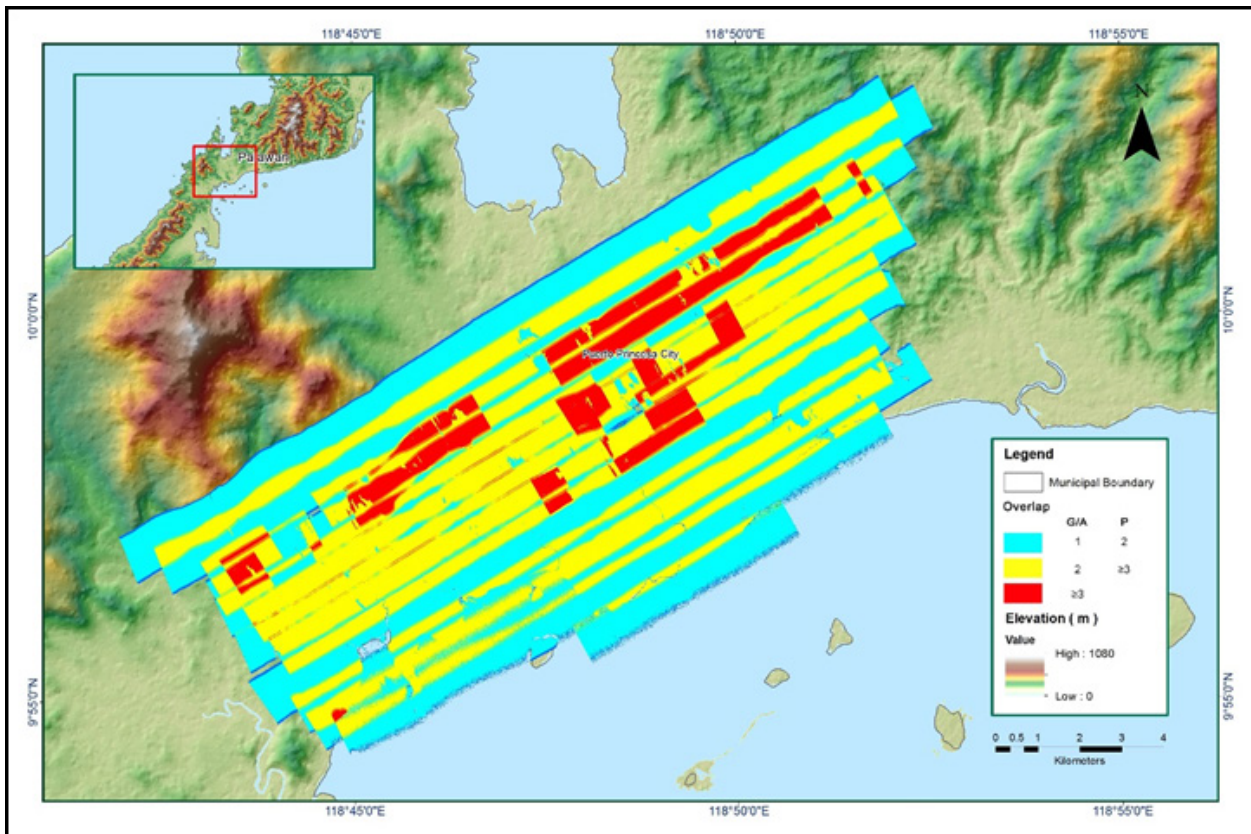 118°45'0"E 118°50'0"E 118°55'0"E
N
Palawan
10°0'0"N
10°0'0"N
Puerto Princesa City
Legend
Municipal Boundary
Overlap
G/A P
1 2
2 ≥3
≥3
Elevation ( m )
Value
High : 1080
Low : 0
9°55'0"N
9°55'0"N
0 0.5 1 2 3 4
Kilometers
118°45'0"E 118°50'0"E 118°55'0"E